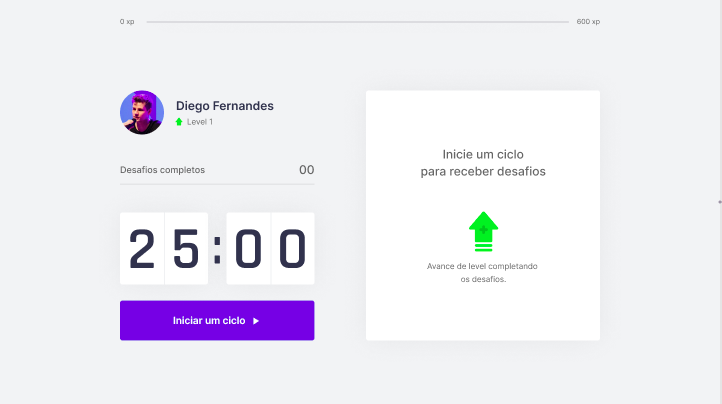 0 xp
600 xp
Diego Fernandes
Level 1
Desafios completos 00
25:00
Iniciar um ciclo
Inicie um ciclo
para receber desafios
Avance de level completando
os desafios.